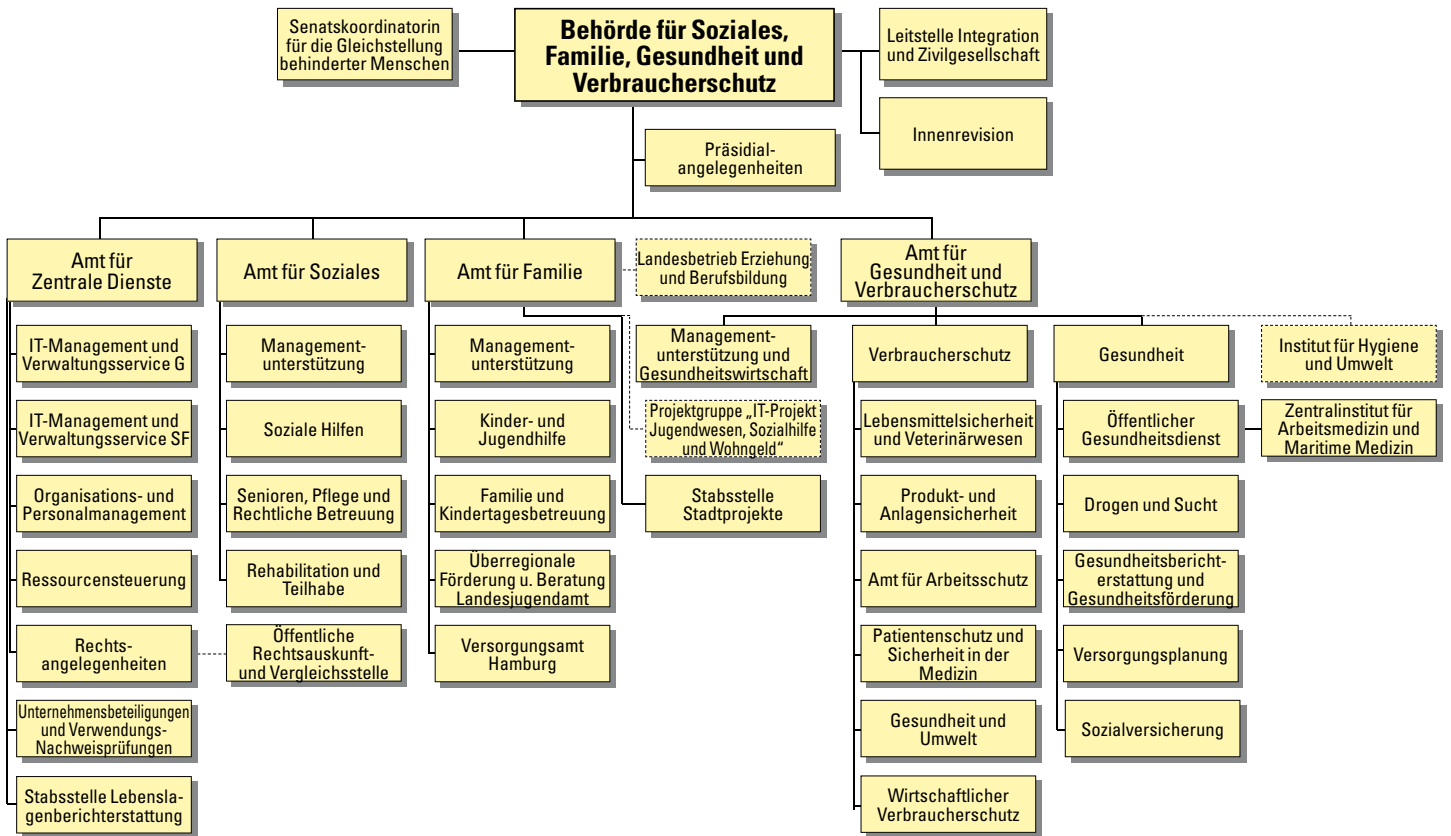 Senatskoordinatorin
für die Gleichstellung
behinderter Menschen
Behörde für Soziales,
Familie, Gesundheit und
Verbraucherschutz
Leitstelle Integration
und Zivilgesellschaft
Innenrevision
Präsidial-
angelegenheiten
Amt für
Zentrale Dienste
Amt für Soziales
Amt für Familie
Landesbetrieb Erziehung
und Berufsbildung
Amt für
Gesundheit und
Verbraucherschutz
IT-Management und
Verwaltungsservice G
IT-Management und
Verwaltungsservice SF
Organisations- und
Personalmanagement
Ressourcensteuerung
Rechts-
angelegenheiten
Unternehmensbeteiligungen
und Verwendungs-
Nachweisprüfungen
Stabsstelle Lebensla-
genberichterstattung
Management-
unterstützung
Soziale Hilfen
Senioren, Pflege und
Rechtliche Betreuung
Rehabilitation und
Teilhabe
Öffentliche
Rechtsauskunft-
und Vergleichsstelle
Management-
unterstützung
Kinder- und
Jugendhilfe
Familie und
Kindertagesbetreuung
Überregionale
Förderung u. Beratung
Landesjugendamt
Versorgungsamt
Hamburg
Management-
unterstützung und
Gesundheitswirtschaft
Projektgruppe „IT-Projekt
Jugendwesen, Sozialhilfe
und Wohngeld“
Stabsstelle
Stadtprojekte
Verbraucherschutz
Lebensmittelsicherheit
und Veterinärwesen
Produkt- und
Anlagensicherheit
Amt für Arbeitsschutz
Patientenschutz und
Sicherheit in der
Medizin
Gesundheit und
Umwelt
Wirtschaftlicher
Verbraucherschutz
Gesundheit
Öffentlicher
Gesundheitsdienst
Drogen und Sucht
Gesundheitsbericht-
erstattung und
Gesundheitsförderung
Versorgungsplanung
Sozialversicherung
Institut für Hygiene
und Umwelt
Zentralinstitut für
Arbeitsmedizin und
Maritime Medizin